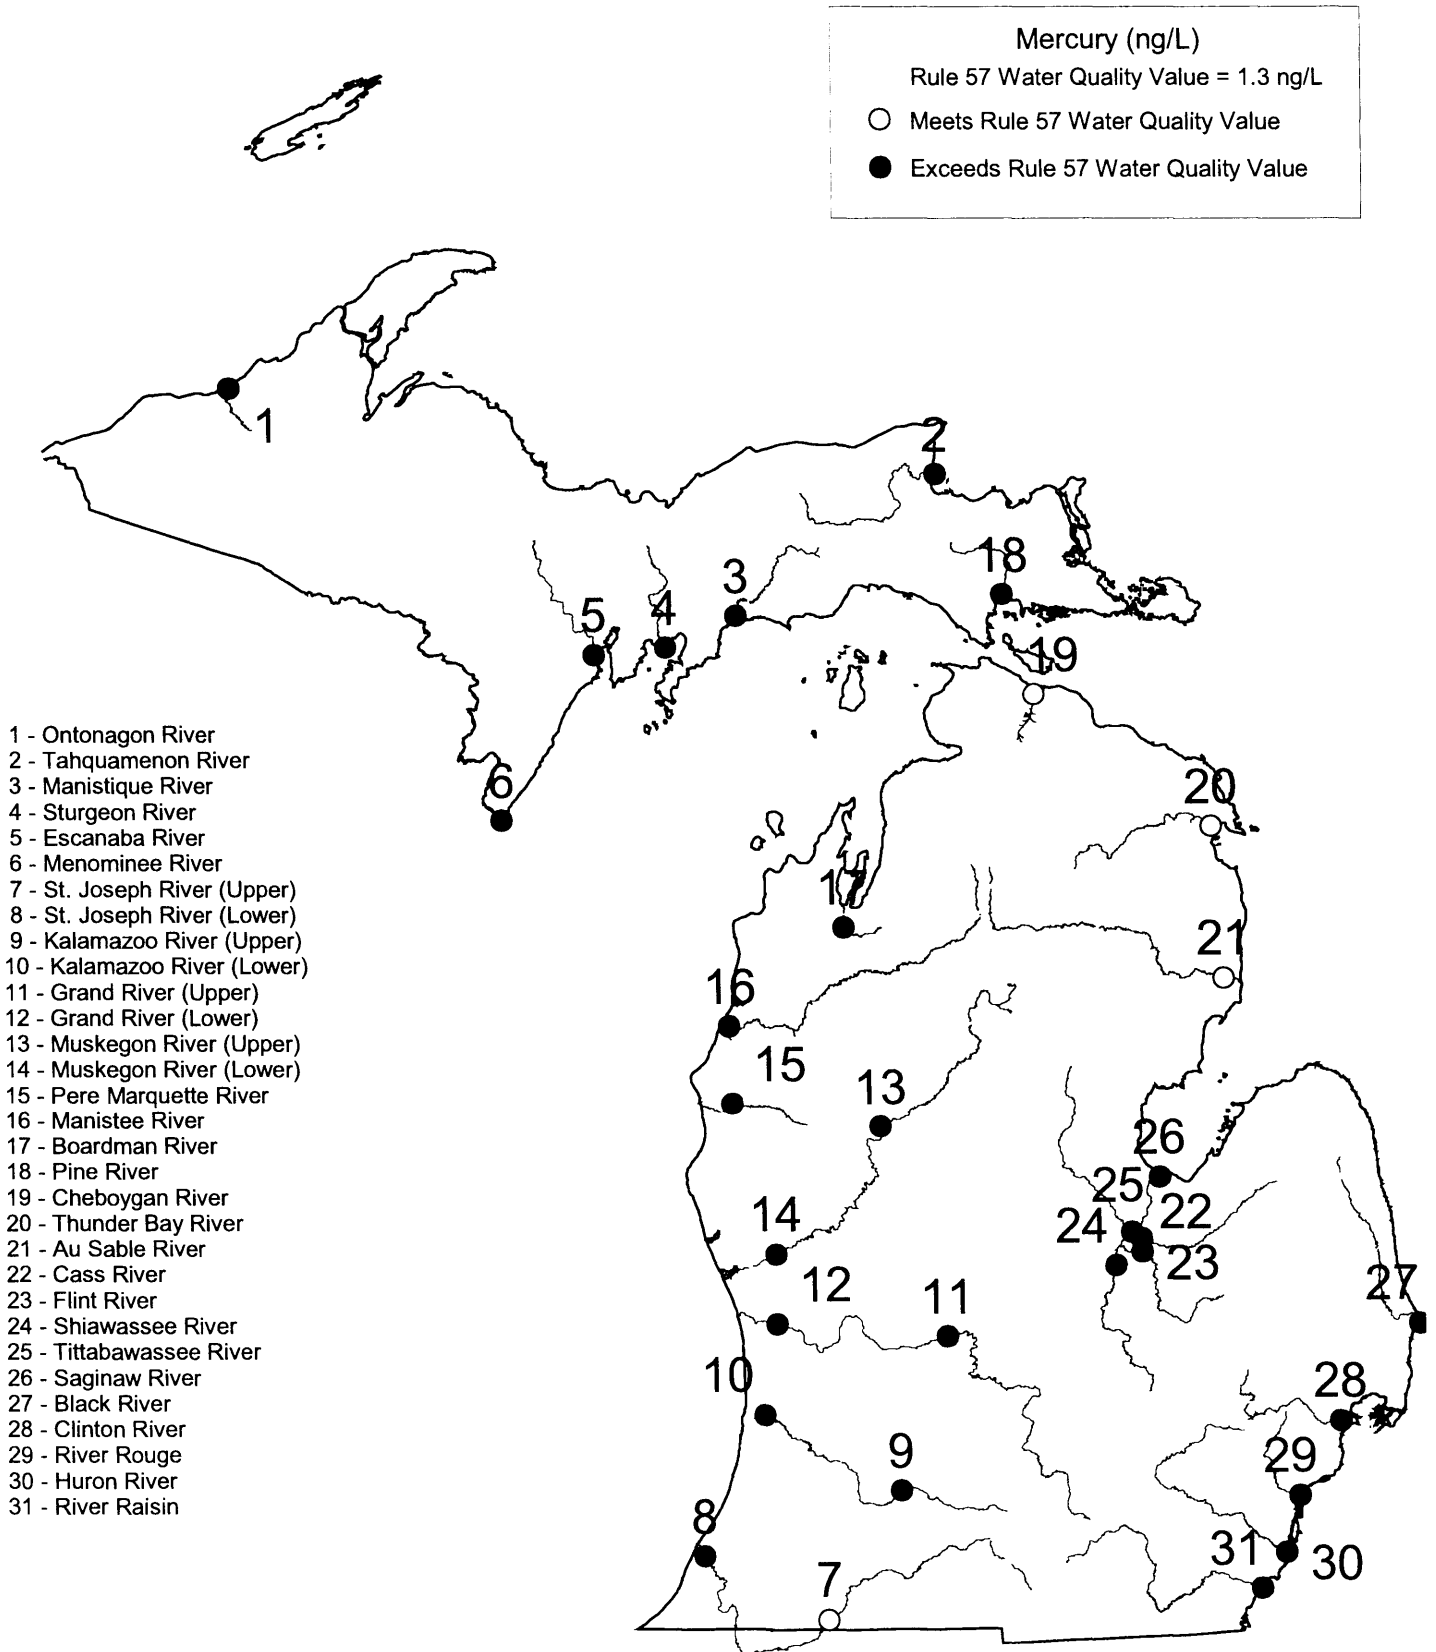 Mercury (ng/L)
Rule 57 Water Quality Value = 1.3 ng/L
Meets Rule 57 Water Quality Value
Exceeds Rule 57 Water Quality Value
1
2
18
3
5
4
19
6
20
17
21
16
15
13
26
25
22
14
24
23
12
11
27
10
28
9
29
8
31
30
7
1 - Ontonagon River
2 - Tahquamenon River
3 - Manistique River
4 - Sturgeon River
5 - Escanaba River
6 - Menominee River
7 - St. Joseph River (Upper)
8 - St. Joseph River (Lower)
9 - Kalamazoo River (Upper)
10 - Kalamazoo River (Lower)
11 - Grand River (Upper)
12 - Grand River (Lower)
13 - Muskegon River (Upper)
14 - Muskegon River (Lower)
15 - Pere Marquette River
16 - Manistee River
17 - Boardman River
18 - Pine River
19 - Cheboygan River
20 - Thunder Bay River
21 - Au Sable River
22 - Cass River
23 - Flint River
24 - Shiawassee River
25 - Tittabawassee River
26 - Saginaw River
27 - Black River
28 - Clinton River
29 - River Rouge
30 - Huron River
31 - River Raisin